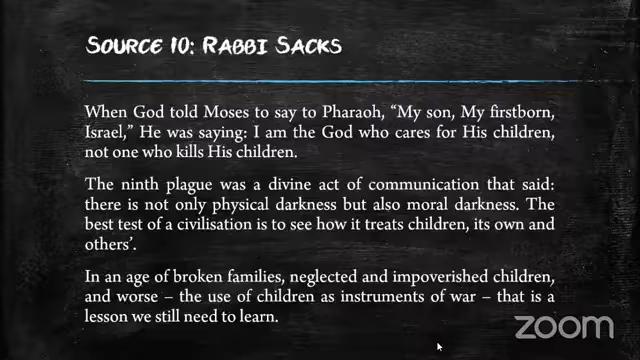 Source 10: Rabbi Sacks
When God told Moses to say to Pharaoh, “My son, My firstborn,
Israel,” He was saying: I am the God who cares for His children,
not one who kills His children.
The ninth plague was a divine act of communication that said:
there is not only physical darkness but also moral darkness. The
best test of a civilisation is to see how it treats children, its own and
others’.
In an age of broken families, neglected and impoverished children,
and worse – the use of children as instruments of war – that is a
lesson we still need to learn.
zoom